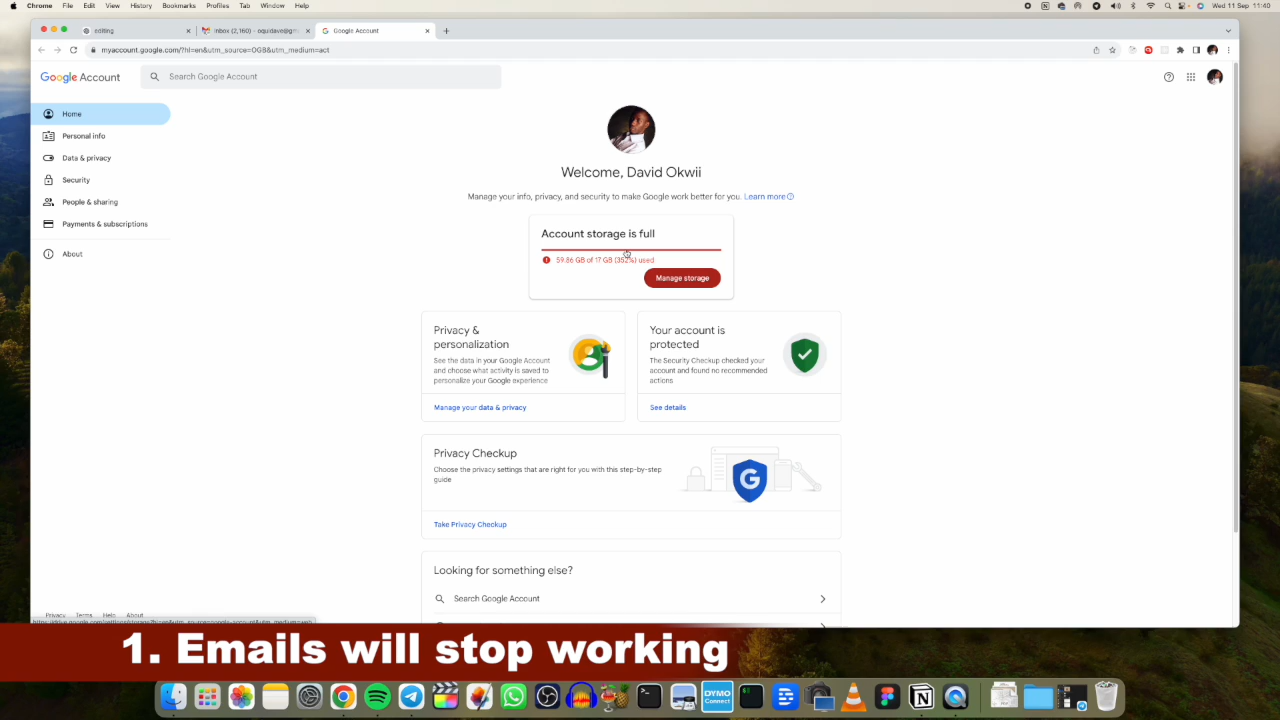 Chrome File Edit View History Bookmarks Profiles Tab Window Help
Wed 11 Sep 11:40
editing
Inbox (2,160) - oquidave@gm
Google Account
myaccount.google.com/?hl=en&utm_source=OGB&utm_medium=act
Google Account
Search Google Account
Home
Personal info
Data & privacy
Security
People & sharing
Payments & subscriptions
About
Welcome, David Okwii
Manage your info, privacy, and security to make Google work better for you. Learn more
Account storage is full
59.86 GB of 17 GB (352%) used
Manage storage
Privacy &
personalization
See the data in your Google Account
and choose what activity is saved to
personalize your Google experience
Manage your data & privacy
Your account is
protected
The Security Checkup checked your
account and found no recommended
actions
See details
Privacy Checkup
Choose the privacy settings that are right for you with this step-by-step
guide
G
Take Privacy Checkup
Looking for something else?
Search Google Account
Privacy Terms Help About
1. Emails will stop working
DYMO
Connect